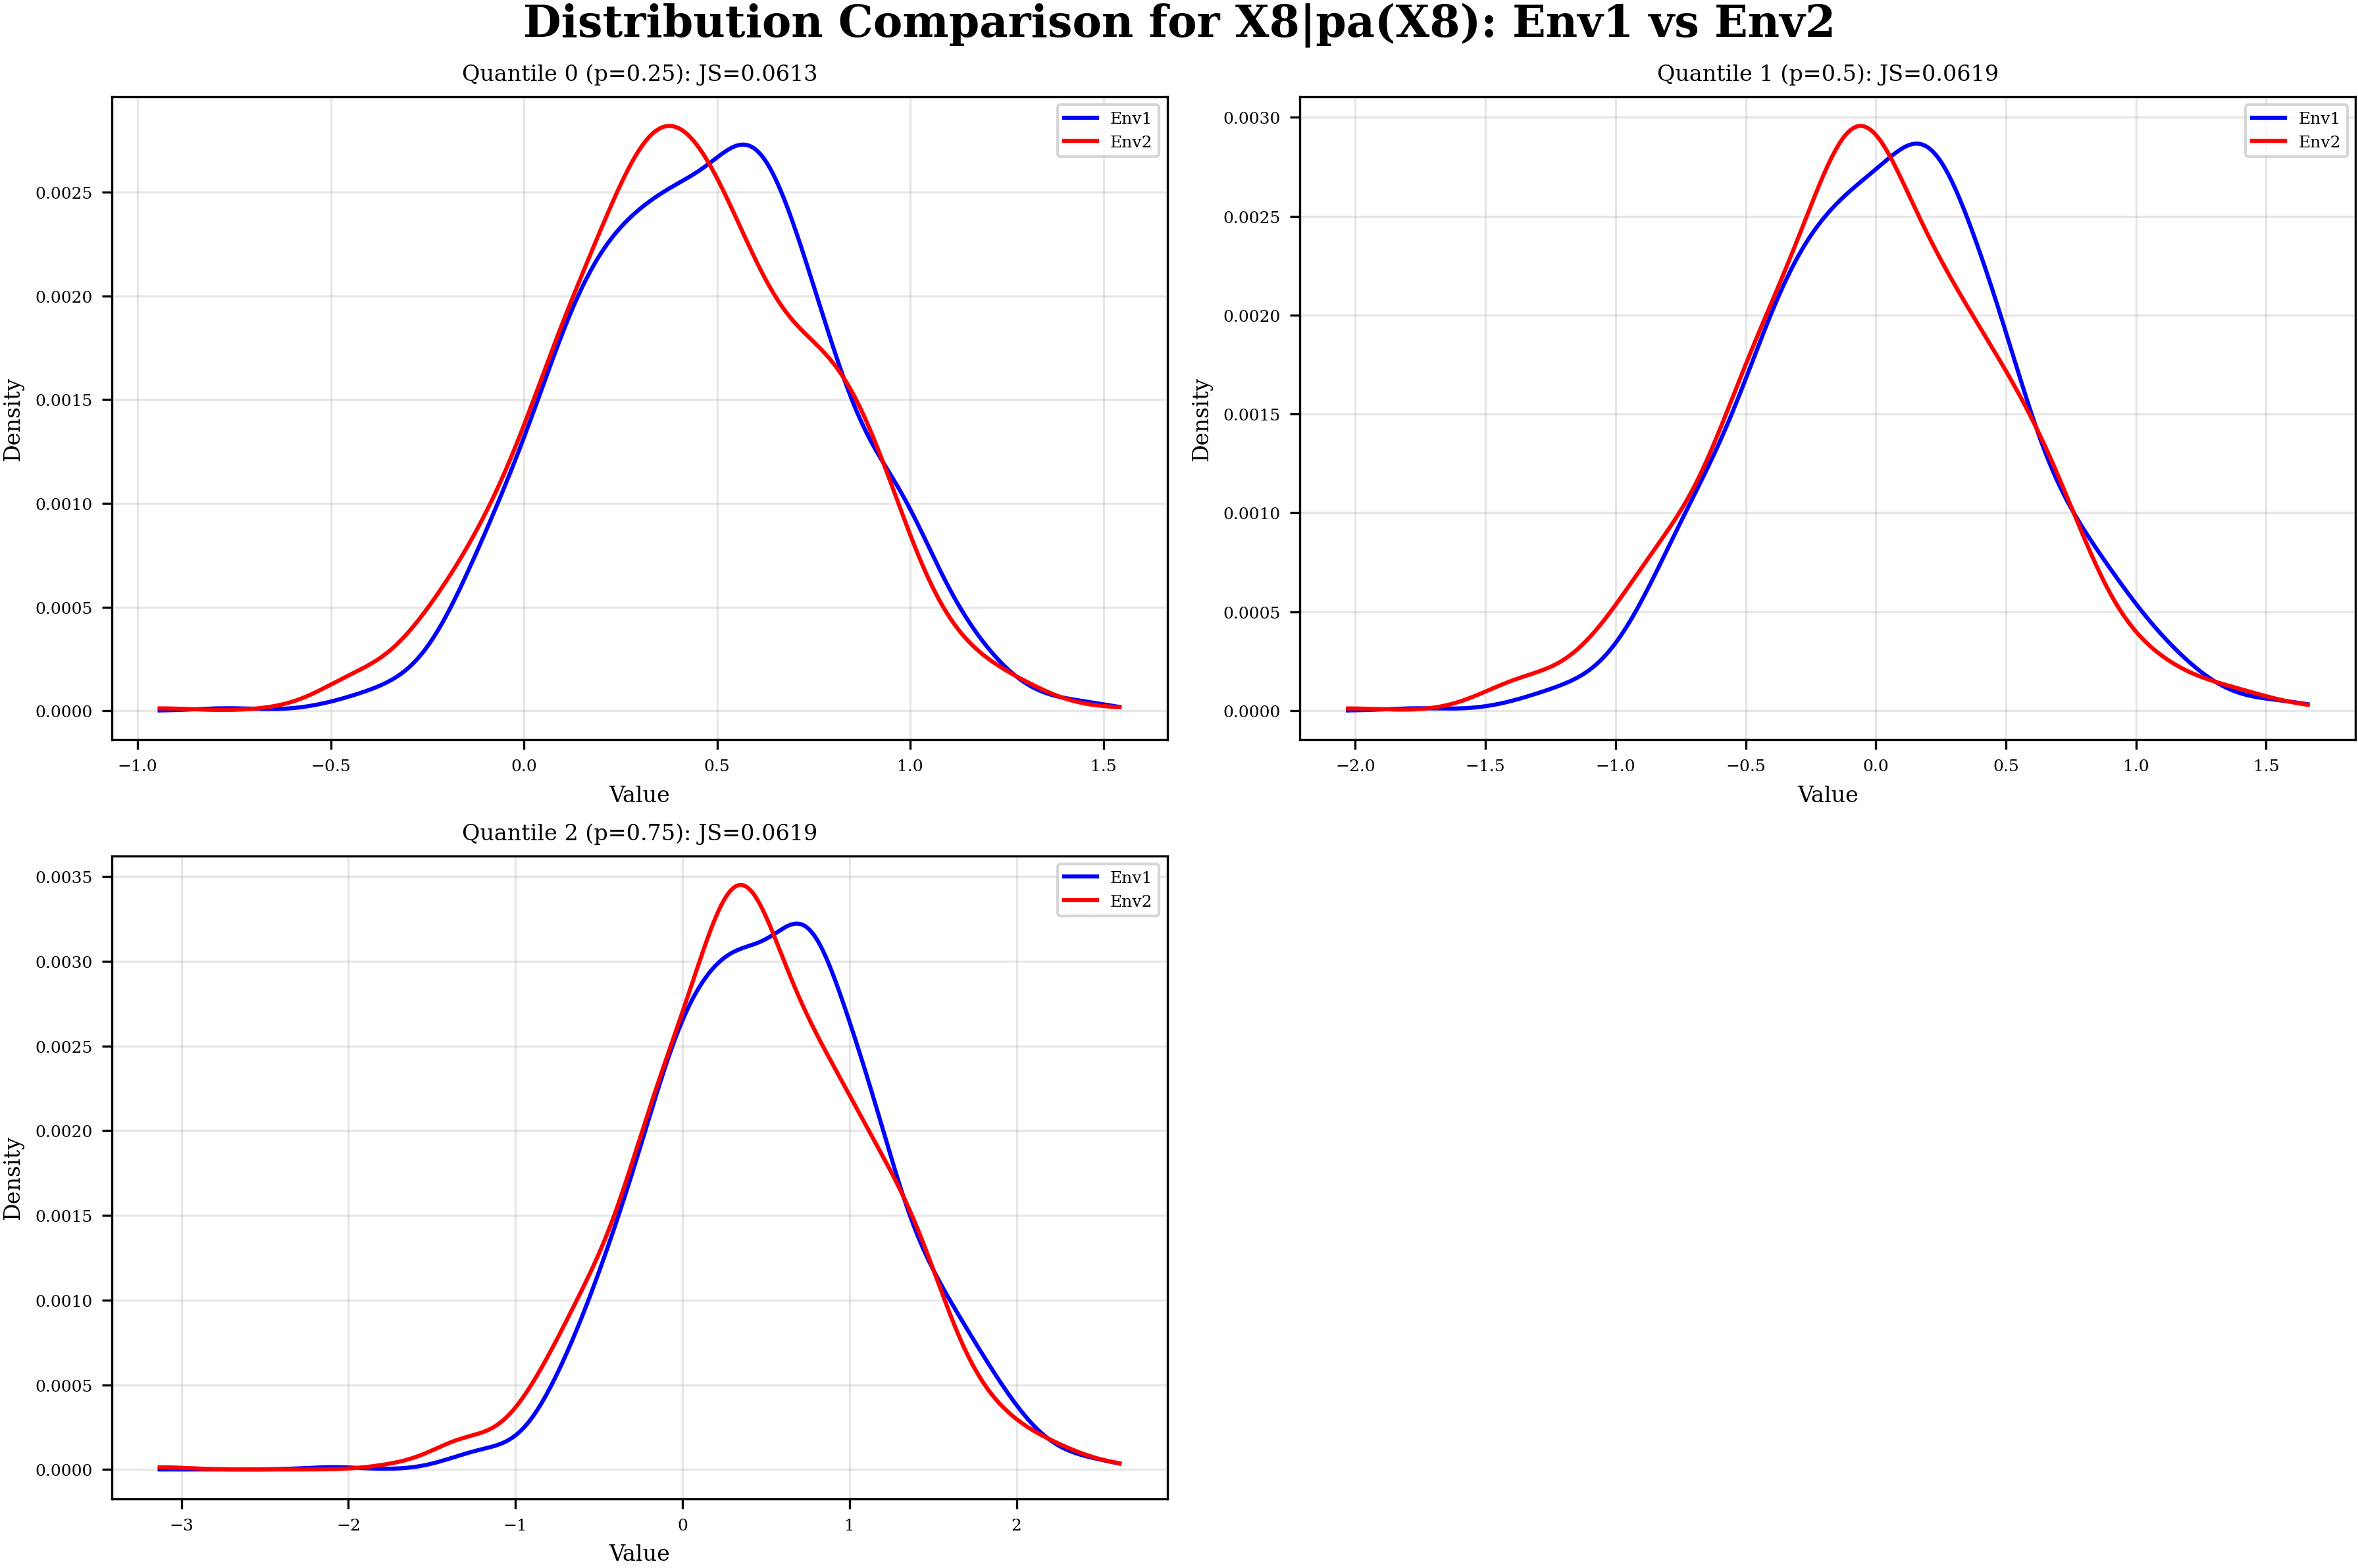 Distribution Comparison for X8|pa(X8): Env1 vs Env2
Quantile 0 (p=0.25): JS=0.0613
Env1
Env2
Density
0.0025
0.0020
0.0015
0.0010
0.0005
0.0000
−1.0 −0.5 0.0 0.5 1.0 1.5
Value
Quantile 1 (p=0.5): JS=0.0619
Env1
Env2
Density
0.0030
0.0025
0.0020
0.0015
0.0010
0.0005
0.0000
−2.0 −1.5 −1.0 −0.5 0.0 0.5 1.0 1.5
Value
Quantile 2 (p=0.75): JS=0.0619
Env1
Env2
Density
0.0035
0.0030
0.0025
0.0020
0.0015
0.0010
0.0005
0.0000
−3 −2 −1 0 1 2
Value